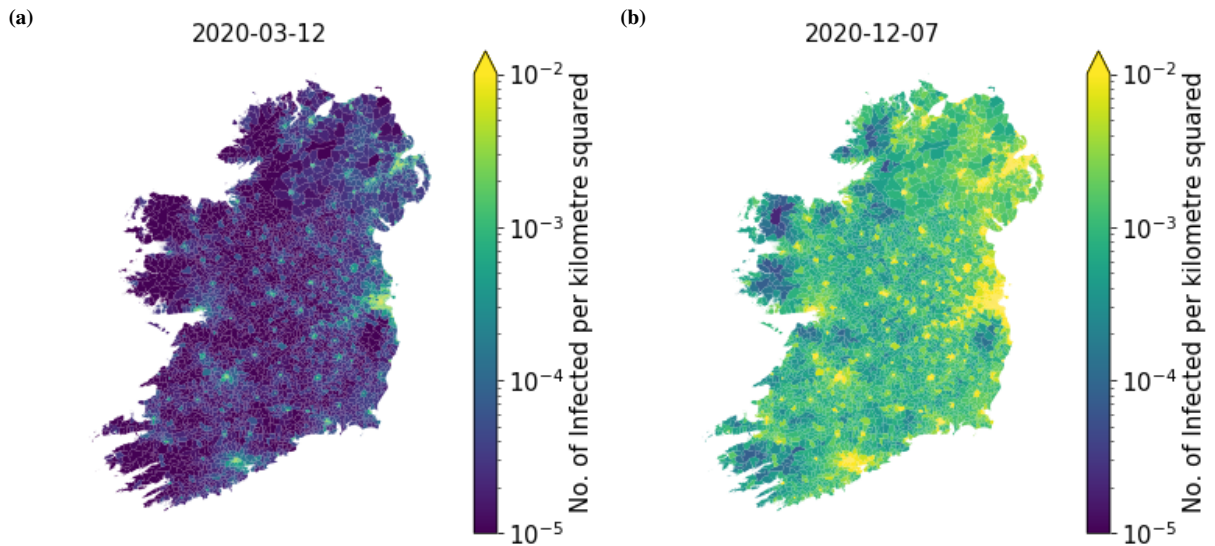 (a)
2020-03-12
10⁻²
10⁻³
10⁻⁴
10⁻⁵
No. of Infected per kilometre squared
(b)
2020-12-07
10⁻²
10⁻³
10⁻⁴
10⁻⁵
No. of Infected per kilometre squared